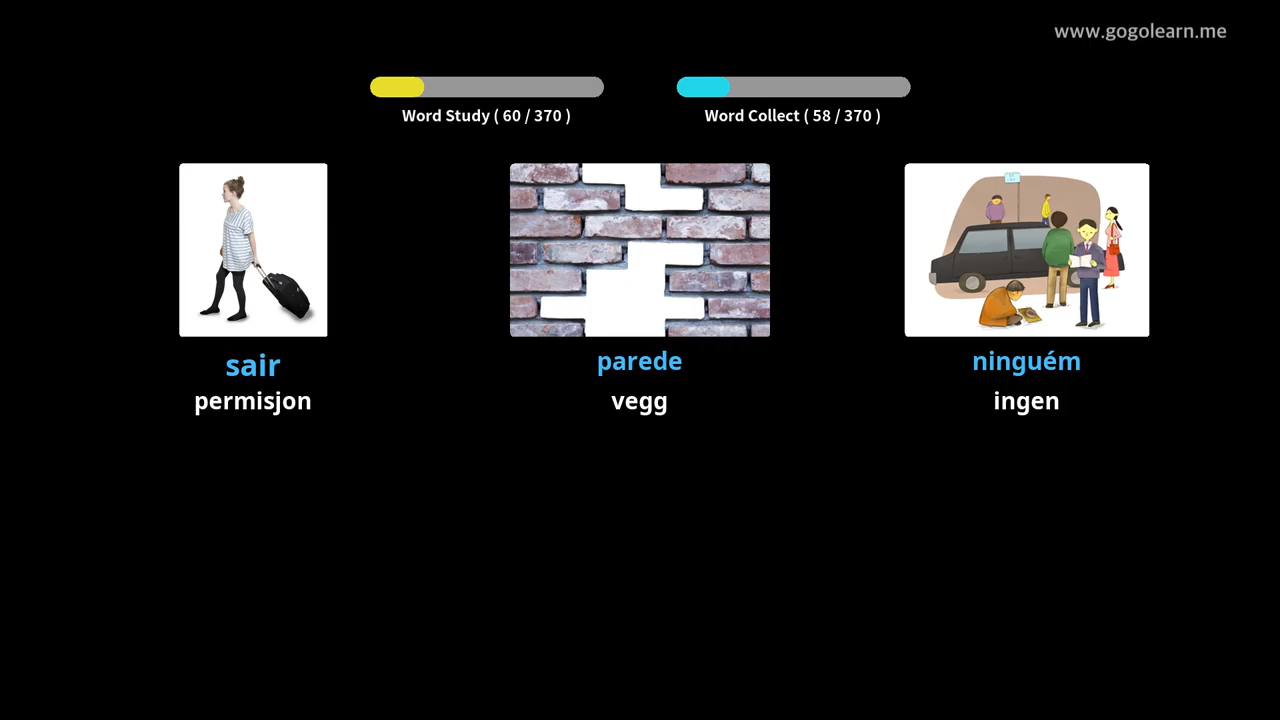 www.gogolearn.me
Word Study ( 60 / 370 )
Word Collect ( 58 / 370 )
sair
permisjon
parede
vegg
ninguém
ingen